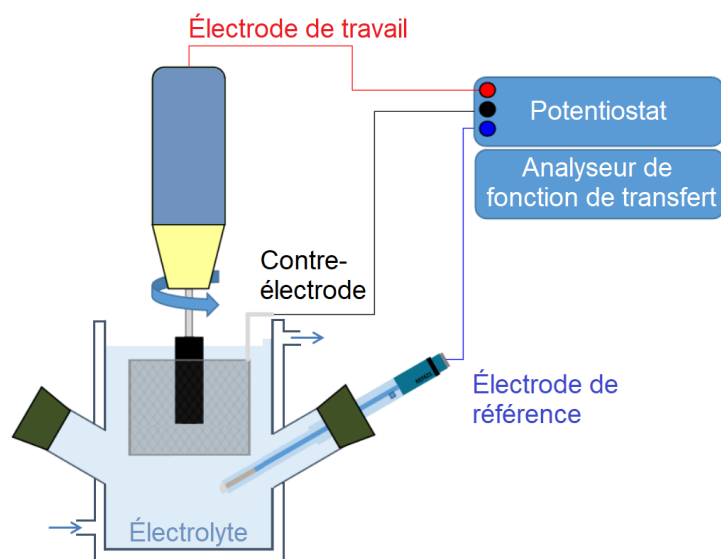 Électrode de travail
Potentiostat
Analyseur de
fonction de transfert
Contre-
électrode
Électrode de
référence
Électrolyte